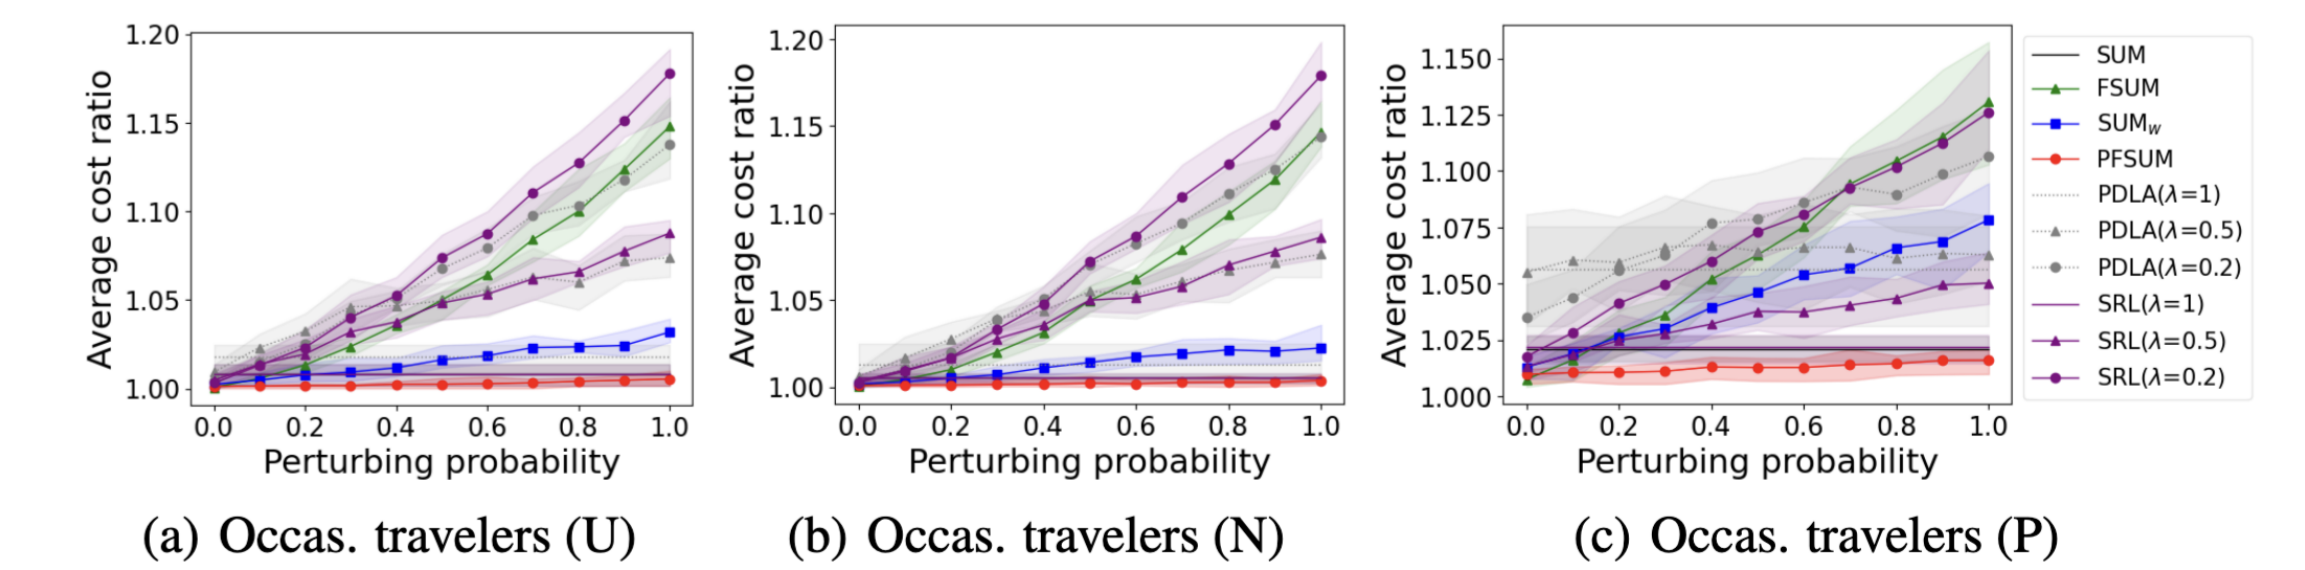 Average cost ratio
1.20
1.15
1.10
1.05
1.00
0.0 0.2 0.4 0.6 0.8 1.0
Perturbing probability
(a) Occas. travelers (U)
Average cost ratio
1.20
1.15
1.10
1.05
1.00
0.0 0.2 0.4 0.6 0.8 1.0
Perturbing probability
(b) Occas. travelers (N)
Average cost ratio
1.150
1.125
1.100
1.075
1.050
1.025
1.000
0.0 0.2 0.4 0.6 0.8 1.0
Perturbing probability
(c) Occas. travelers (P)
SUM
FSUM
SUMw
PFSUM
PDLA(λ=1)
PDLA(λ=0.5)
PDLA(λ=0.2)
SRL(λ=1)
SRL(λ=0.5)
SRL(λ=0.2)